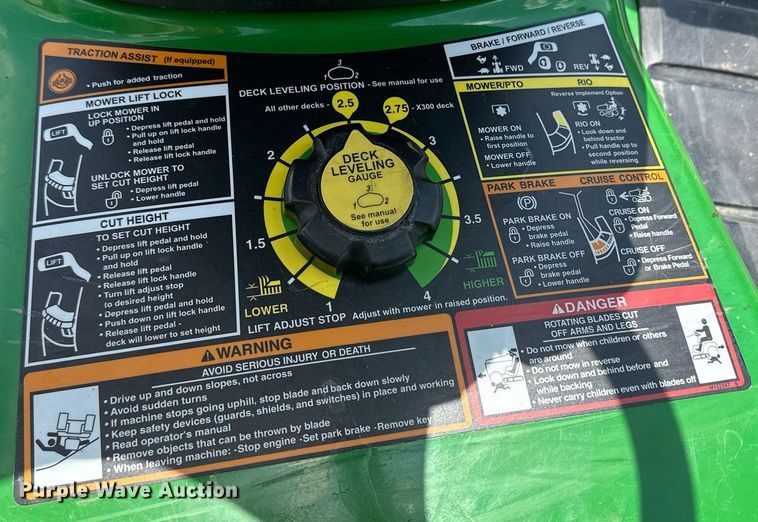 TRACTION ASSIST (If equipped)
• Push for added traction
MOWER LIFT LOCK
LOCK MOWER IN
UP POSITION
LIFT
• Depress lift pedal and hold
• Pull up on lift lock handle
and hold
• Release lift pedal
• Release lift lock handle
UNLOCK MOWER TO
SET CUT HEIGHT
• Depress lift pedal
• Lower handle
CUT HEIGHT
TO SET CUT HEIGHT
LIFT
• Depress lift pedal and hold
• Pull up on lift lock handle
and hold
• Release lift pedal
• Release lift lock handle
• Turn lift adjust stop
to desired height
• Depress lift pedal and hold
• Push down on lift lock handle
• Release lift pedal -
deck will lower to set height
3
1 2
DECK LEVELING POSITION - See manual for use
All other decks - 2.5
2.75 - X300 deck
2
3
1.5
3.5
1
4
DECK
LEVELING
GAUGE
3
1 2
See manual
for use
LOWER
HIGHER
LIFT ADJUST STOP Adjust with mower in raised position.
BRAKE / FORWARD / REVERSE
FWD
REV
MOWER/PTO
RIO
Reverse Implement Option
MOWER ON
• Raise handle to
first position
MOWER OFF
• Lower handle
RIO ON
• Look down and
behind tractor
• Pull handle up to
second position
while reversing
PARK BRAKE
CRUISE CONTROL
P
PARK BRAKE ON
• Depress
brake pedal
• Raise handle
PARK BRAKE OFF
• Depress
brake pedal
• Lower handle
CRUISE ON
• Depress Forward
Pedal
• Raise handle
CRUISE OFF
• Depress Forward
or Brake Pedal
WARNING
AVOID SERIOUS INJURY OR DEATH
• Drive up and down slopes, not across
• Avoid sudden turns
• If machine stops going uphill, stop blade and back down slowly
• Keep safety devices (guards, shields, and switches) in place and working
• Read operator's manual
• Remove objects that can be thrown by blade
• When leaving machine: -Stop engine -Set park brake -Remove key
DANGER
ROTATING BLADES CUT
OFF ARMS AND LEGS
• Do not mow when children or others
are around
• Do not mow in reverse
• Look down and behind before and
while backing
• Never carry children even with blades off
Purple Wave Auction